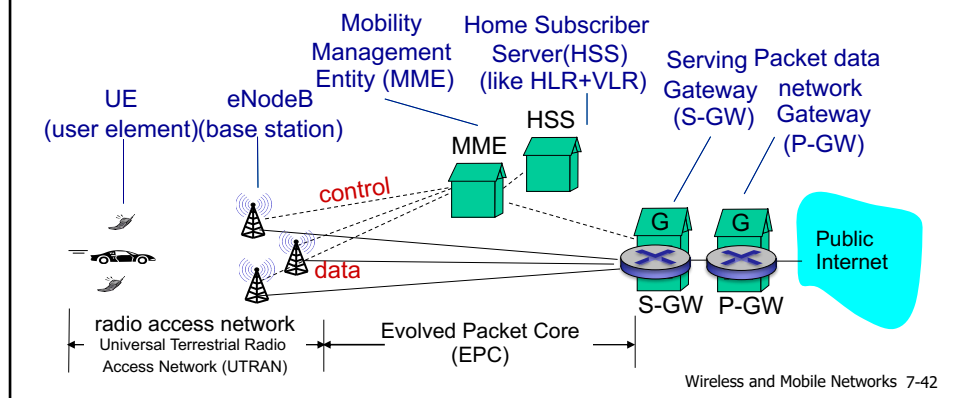 Mobility
Management
Entity (MME)
Home Subscriber
Server(HSS)
(like HLR+VLR)
Serving
Gateway
(S-GW)
Packet data
network
Gateway
(P-GW)
UE
(user element)
eNodeB
(base station)
HSS
MME
control
data
G
G
S-GW
P-GW
Public
Internet
radio access network
Universal Terrestrial Radio
Access Network (UTRAN)
Evolved Packet Core
(EPC)
Wireless and Mobile Networks 7-42